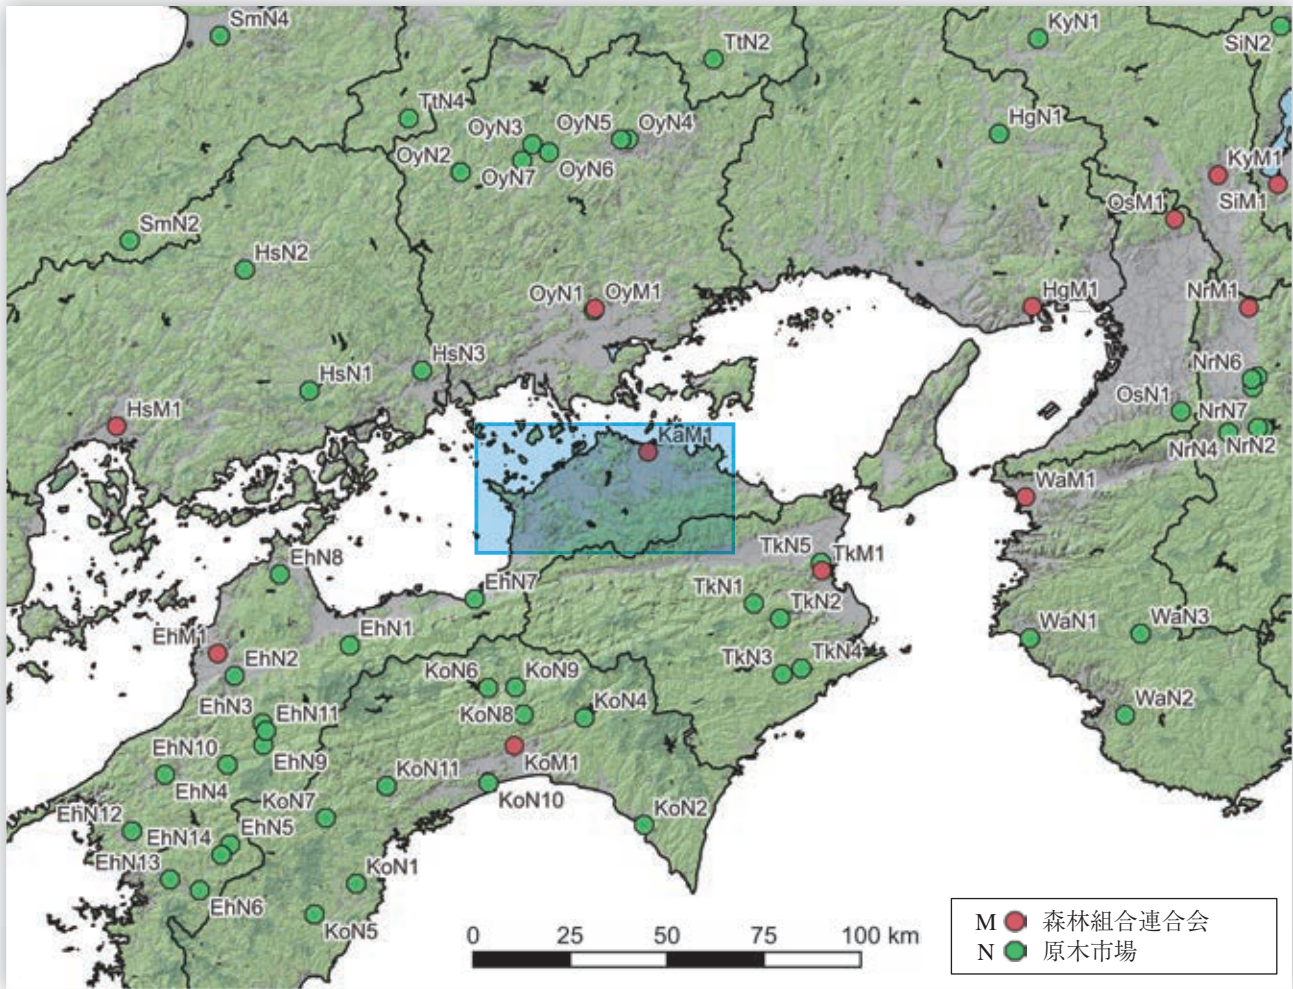 SmN4
KyN1
SiN2
TtN2
TtN4
OyN3
OyN5
OyN4
HgN1
OyN2
OyN7
OyN6
KyM1
OsM1
SiM1
SmN2
HsN2
OyN1
OyM1
HgM1
NrM1
HsN3
HsN1
NrN6
OsN1
NrN7
HsM1
KaM1
NrN4
NrN2
WaM1
TkN5
TkM1
EhN8
EhN7
TkN1
TkN2
EhM1
EhN1
WaN1
WaN3
EhN2
KoN6
KoN9
TkN3
TkN4
EhN3
EhN11
KoN8
KoN4
WaN2
EhN10
EhN9
KoM1
EhN4
KoN11
KoN10
KoN7
KoN2
EhN12
EhN14
EhN5
EhN13
KoN1
EhN6
KoN5
0 25 50 75 100 km
M 森林組合連合会
N 原木市場